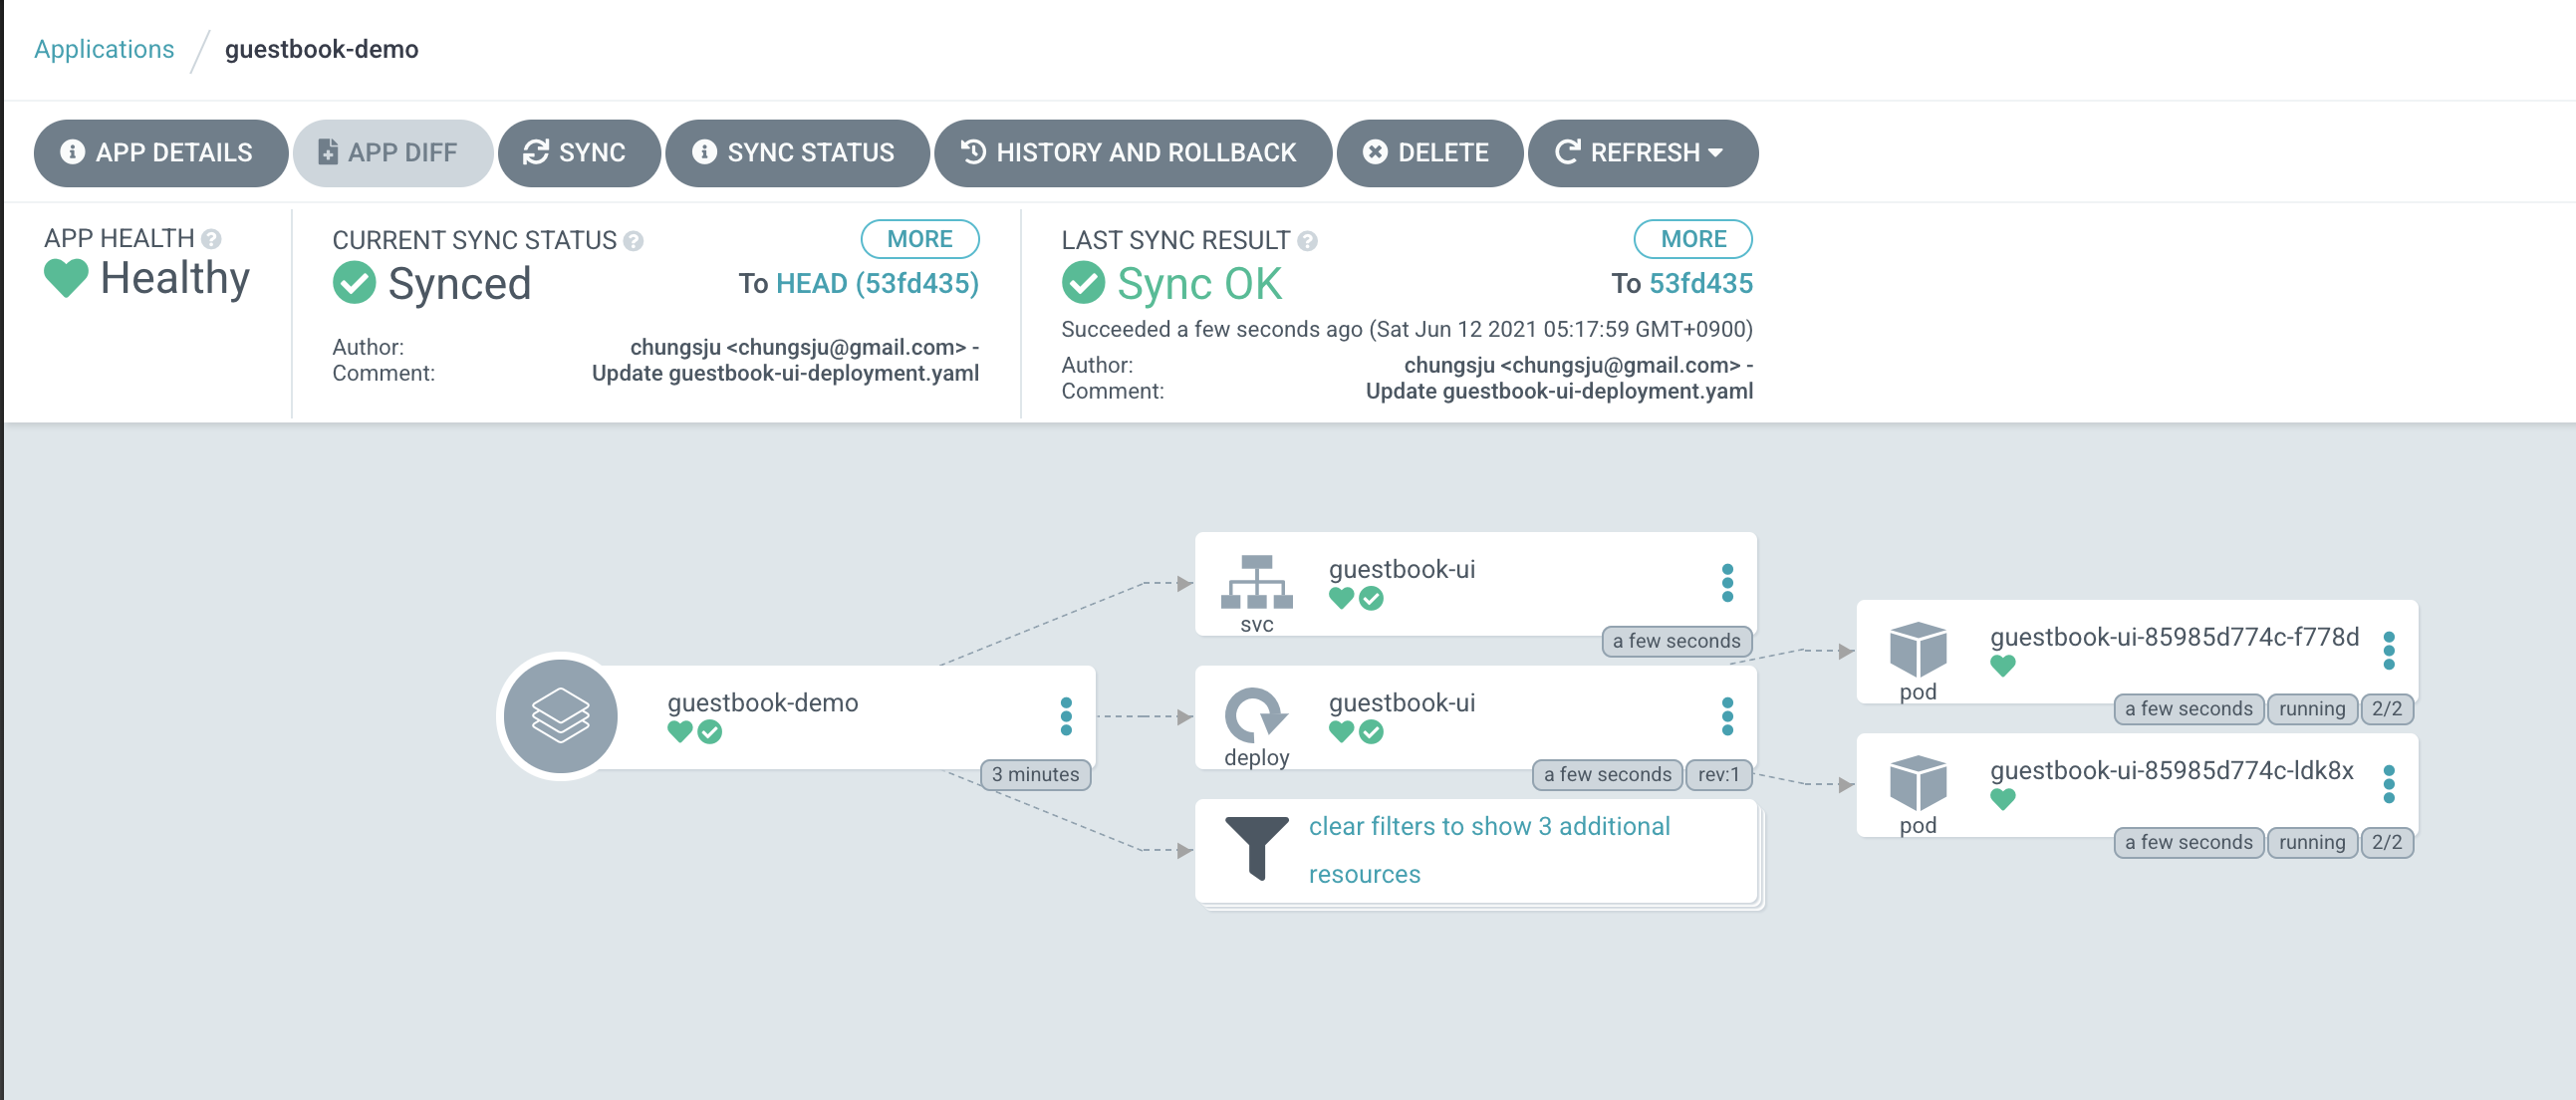 Applications / guestbook-demo
APP DETAILS APP DIFF SYNC SYNC STATUS HISTORY AND ROLLBACK DELETE REFRESH
APP HEALTH
Healthy
CURRENT SYNC STATUS MORE
Synced To HEAD (53fd435)
Author: chungsju <chungsju@gmail.com> -
Comment: Update guestbook-ui-deployment.yaml
LAST SYNC RESULT MORE
Sync OK To 53fd435
Succeeded a few seconds ago (Sat Jun 12 2021 05:17:59 GMT+0900)
Author: chungsju <chungsju@gmail.com> -
Comment: Update guestbook-ui-deployment.yaml
guestbook-demo
3 minutes
guestbook-ui
svc
a few seconds
guestbook-ui
deploy
a few seconds rev:1
clear filters to show 3 additional
resources
guestbook-ui-85985d774c-f778d
pod
a few seconds running 2/2
guestbook-ui-85985d774c-ldk8x
pod
a few seconds running 2/2